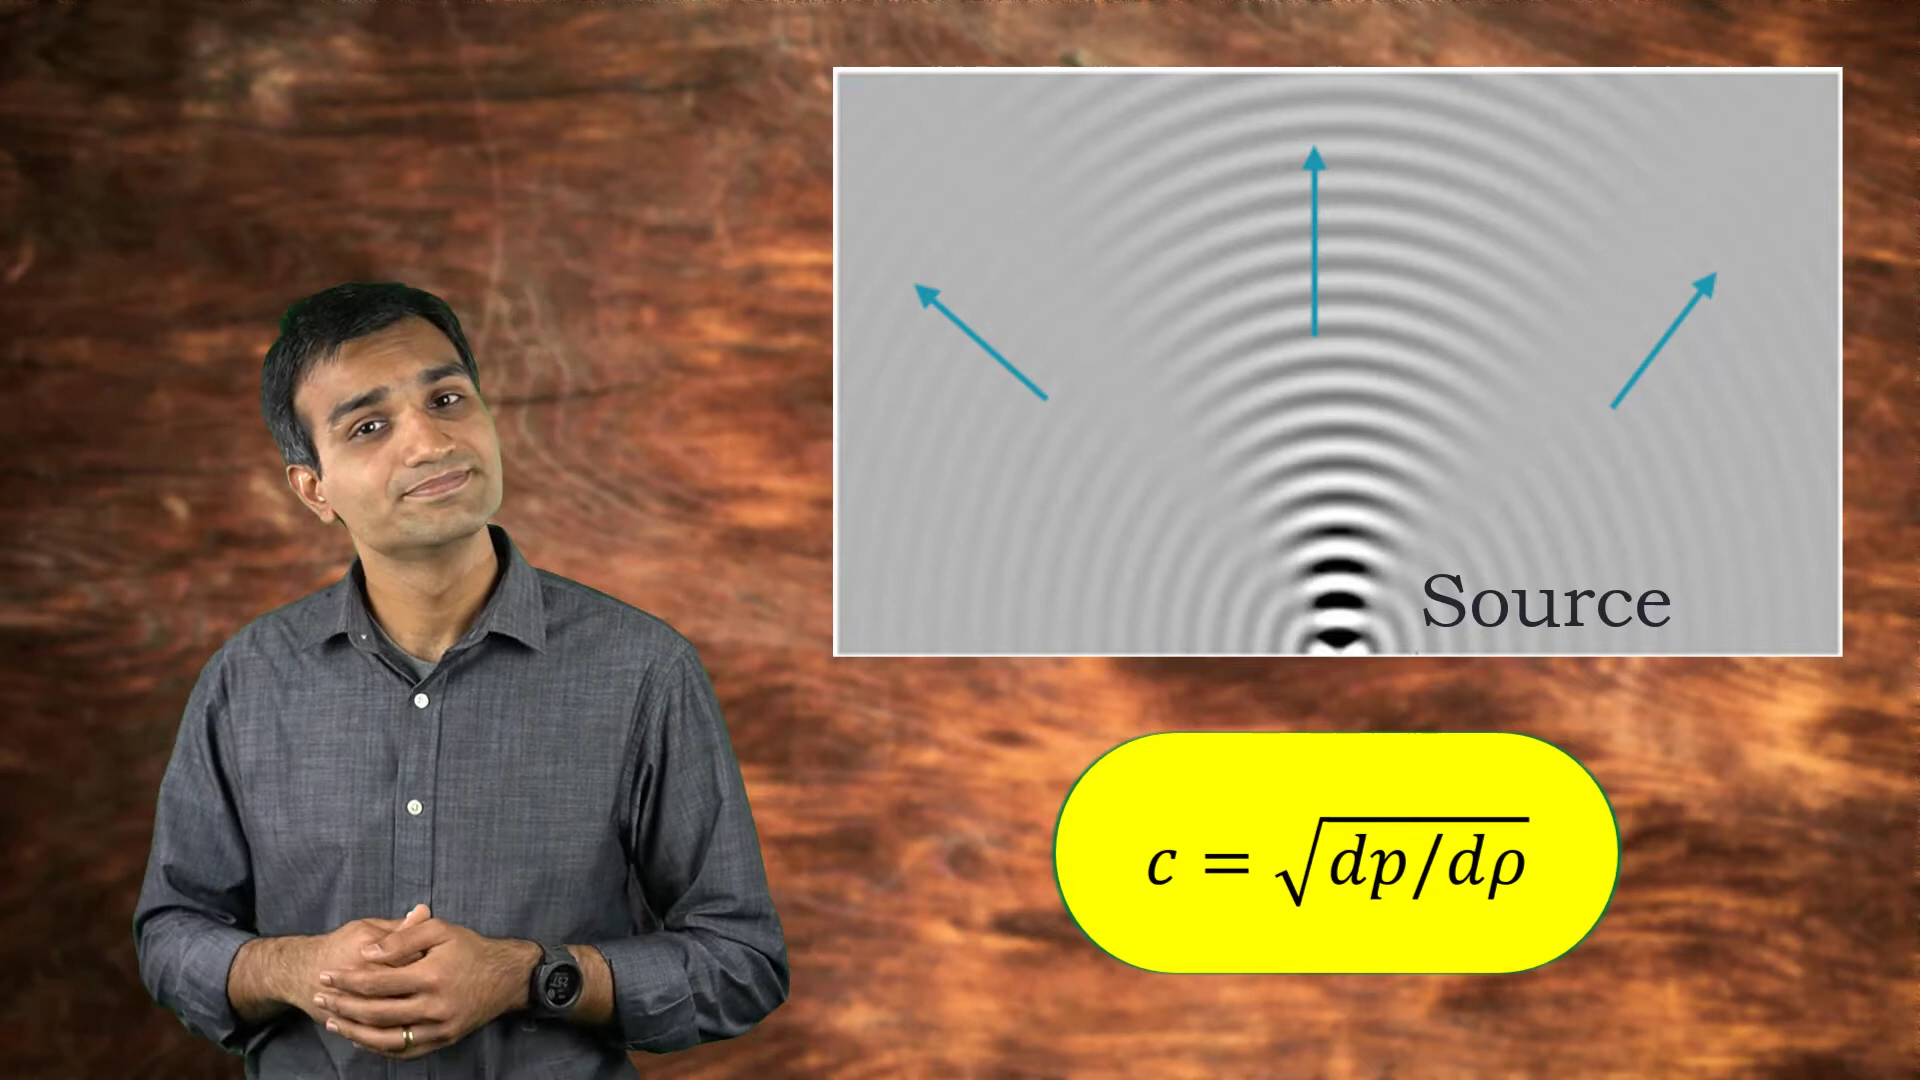 Source
c = √dp/dρ